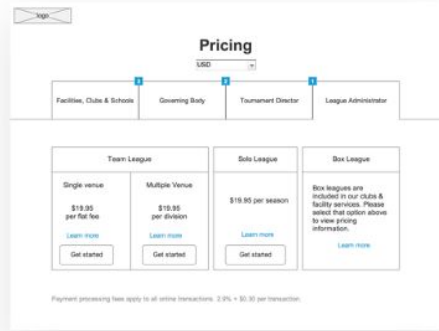 logo
Pricing
USD
3
2
1
Facilities, Clubs & Schools
Governing Body
Tournament Director
League Administrator
Team League
Solo League
Box League
Single venue
$19.95
per flat fee
Learn more
Get started
Multiple Venue
$19.95
per division
Learn more
Get started
$19.95 per season
Learn more
Get started
Box leagues are
included in our clubs &
facility services. Please
select that option above
to view pricing
information.
Learn more
Payment processing fees apply to all online transactions. 2.9% + $0.30 per transaction.